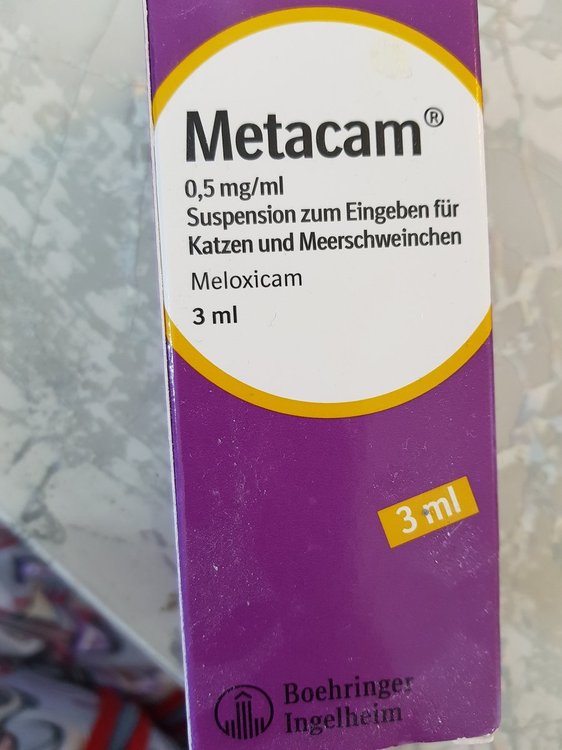 Metacam®
0,5 mg/ml
Suspension zum Eingeben für
Katzen und Meerschweinchen
Meloxicam
3 ml
3 ml
Boehringer
Ingelheim